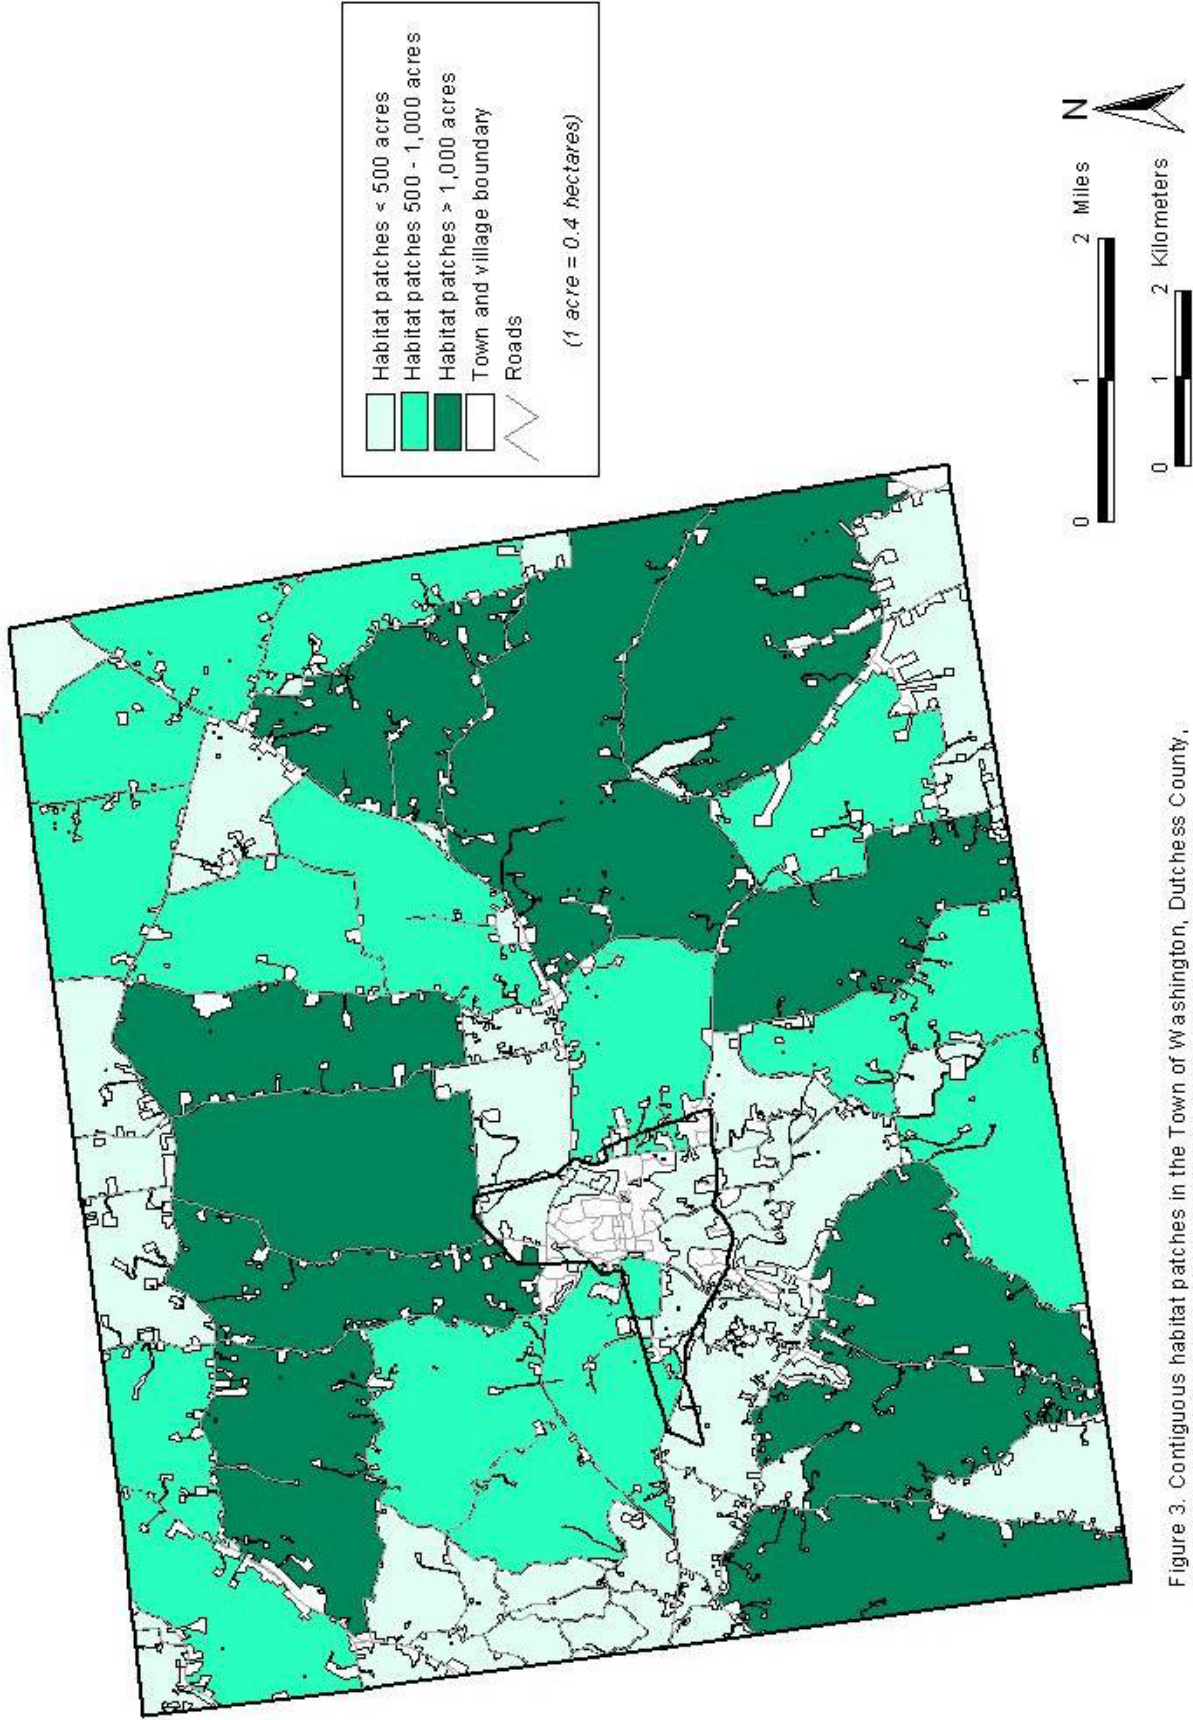 Habitat patches < 500 acres
Habitat patches 500 - 1,000 acres
Habitat patches > 1,000 acres
Town and village boundary
Roads
(1 acre = 0.4 hectares)
N
0 1 2 Miles
0 1 2 Kilometers
Figure 3. Contiguous habitat patches in the Town of Washington, Dutchess County,